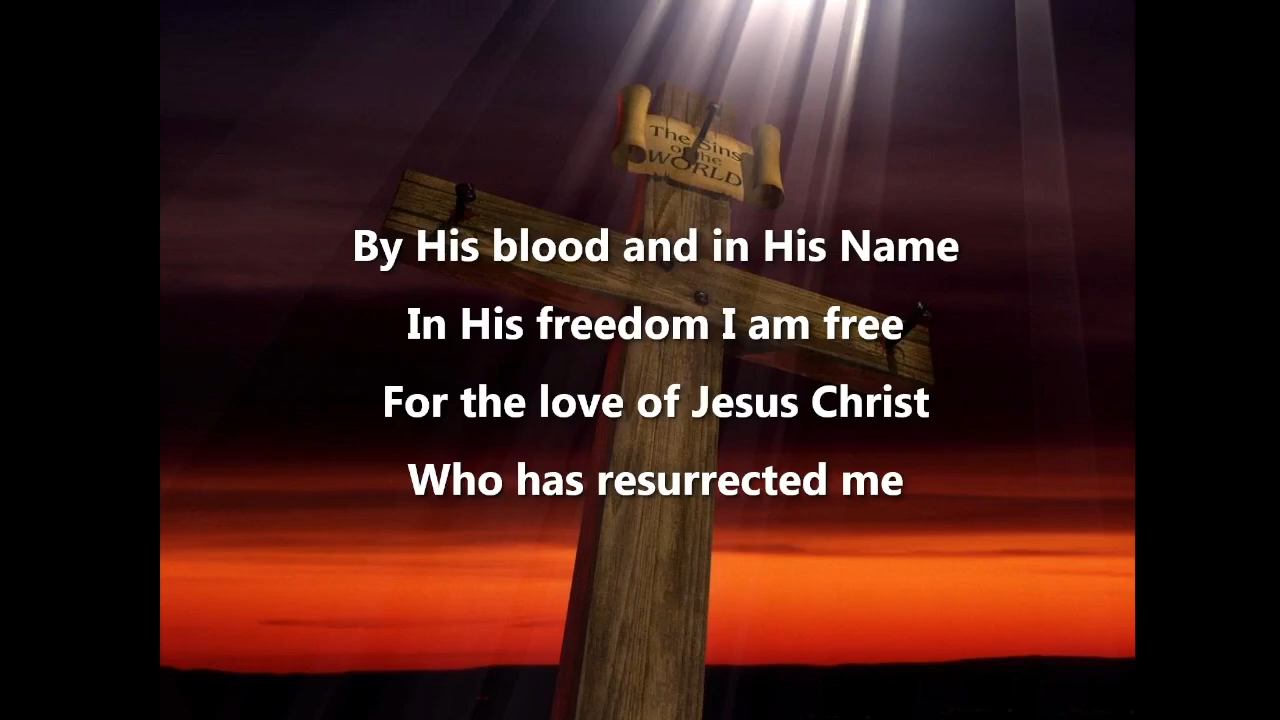 The Sins
of the
WORLD
By His blood and in His Name
In His freedom I am free
For the love of Jesus Christ
Who has resurrected me